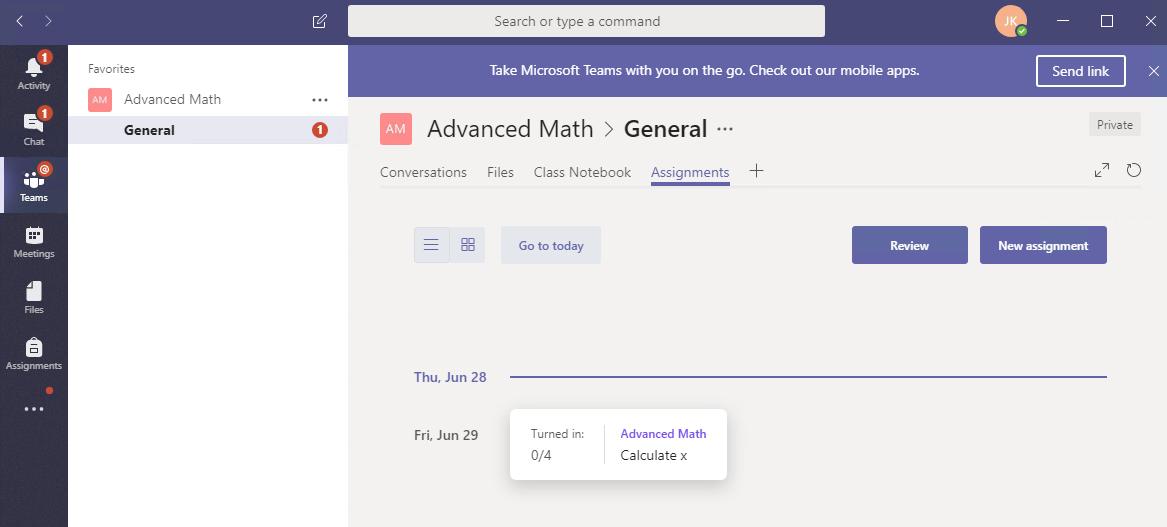 Search or type a command
JK
1
Activity
1
Chat
@
Teams
Meetings
Files
Assignments
Favorites
AM Advanced Math
General 1
Take Microsoft Teams with you on the go. Check out our mobile apps.
Send link
AM Advanced Math > General
Private
Conversations Files Class Notebook Assignments
Go to today
Review
New assignment
Thu, Jun 28
Fri, Jun 29
Turned in:
0/4
Advanced Math
Calculate x